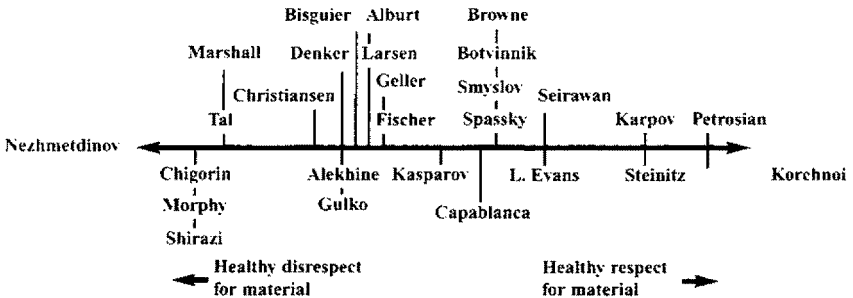 Bisguier Alburt Browne
Marshall Denker Larsen Botvinnik
Geller Smyslov
Christiansen Seirawan
Tal Fischer Spassky Karpov Petrosian
Nezhmetdinov
Chigorin Alekhine Kasparov L. Evans Steinitz Korchnoi
Morphy Gulko
Capablanca
Shirazi
Healthy disrespect Healthy respect
for material for material